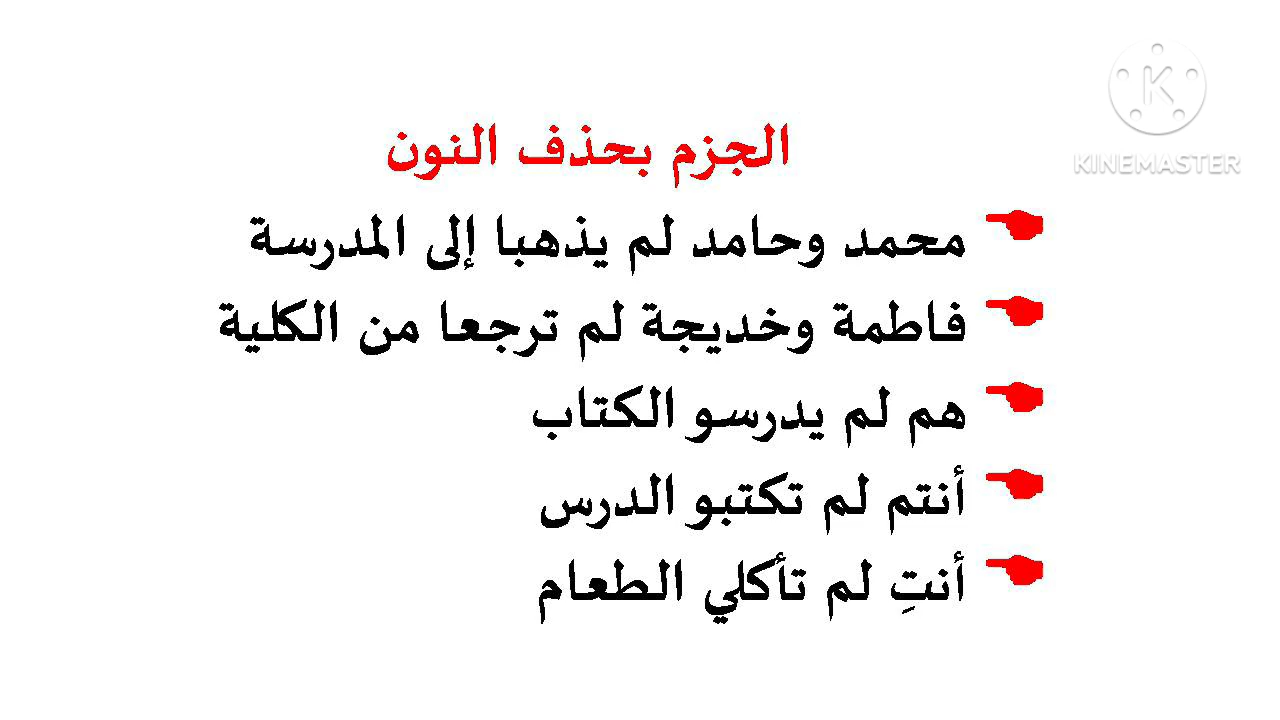 KINEMASTER
الجزم بحذف النون
محمد وحامد لم يذهبا إلى المدرسة
فاطمة وخديجة لم ترجعا من الكلية
هم لم يدرسو الكتاب
أنتم لم تكتبو الدرس
أنتِ لم تأكلي الطعام